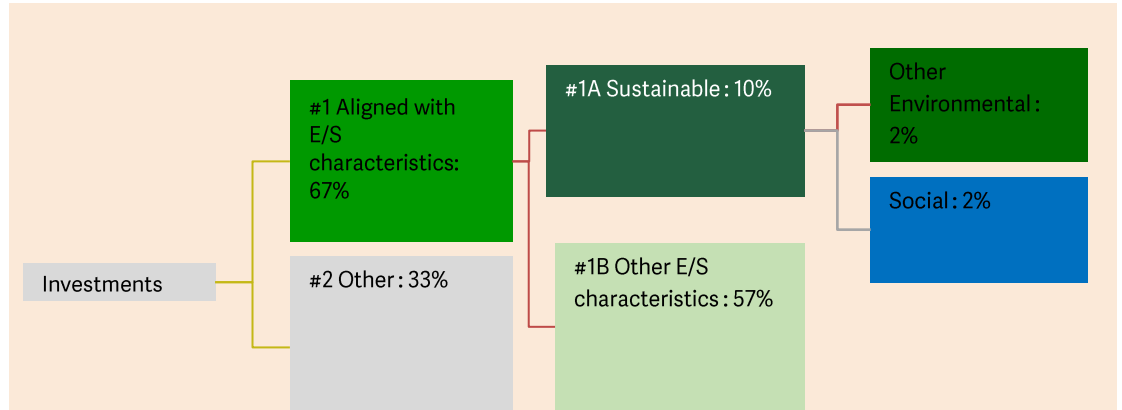 Investments
#1 Aligned with
E/S
characteristics:
67%
#2 Other : 33%
#1A Sustainable : 10%
#1B Other E/S
characteristics : 57%
Other
Environmental :
2%
Social : 2%